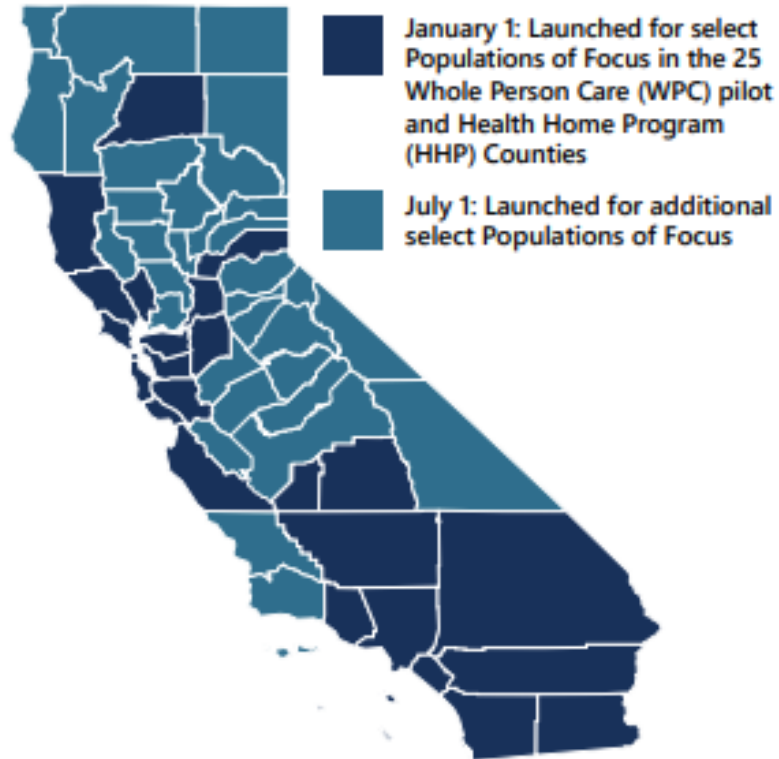 January 1: Launched for select
Populations of Focus in the 25
Whole Person Care (WPC) pilot
and Health Home Program
(HHP) Counties
July 1: Launched for additional
select Populations of Focus